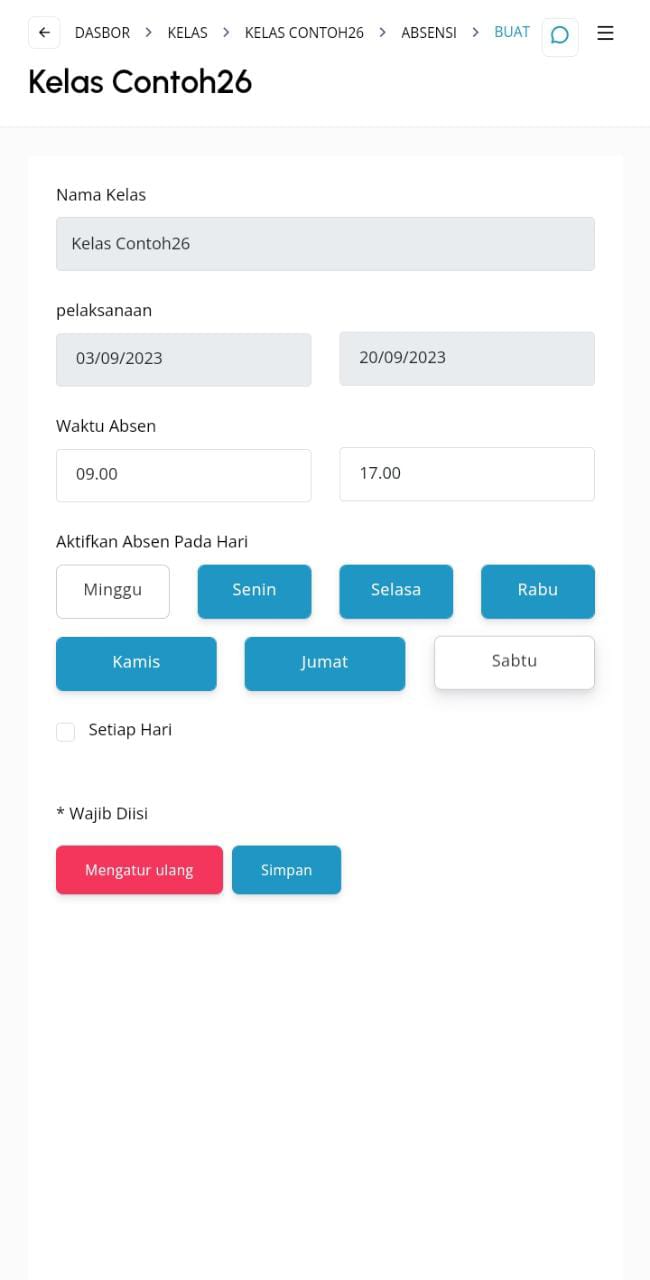 DASBOR > KELAS > KELAS CONTOH26 > ABSENSI > BUAT
Kelas Contoh26
Nama Kelas
Kelas Contoh26
pelaksanaan
03/09/2023 20/09/2023
Waktu Absen
09.00 17.00
Aktifkan Absen Pada Hari
Minggu Senin Selasa Rabu
Kamis Jumat Sabtu
Setiap Hari
* Wajib Diisi
Mengatur ulang Simpan